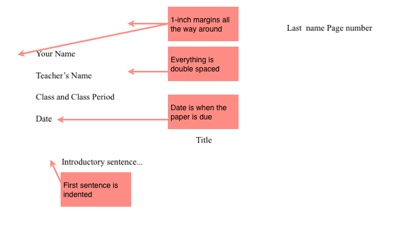 1-inch margins all
the way around
Last name Page number
Your Name
Everything is
double spaced
Teacher's Name
Class and Class Period
Date is when the
paper is due
Date
Title
Introductory sentence...
First sentence is
indented